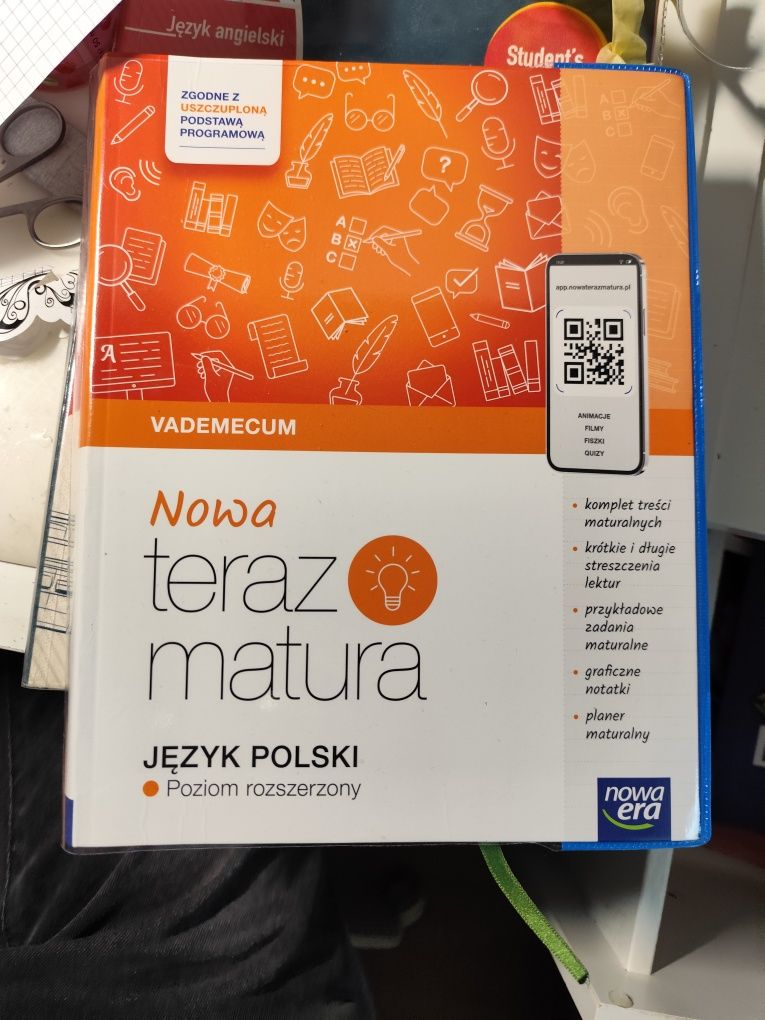 Język angielski
Student's
ZGODNE Z
USZCZUPLONĄ
PODSTAWĄ
PROGRAMOWĄ
?
A
B
C
A
B
C
A
app.nowaterazmatura.pl
ANIMACJE
FILMY
FISZKI
QUIZY
VADEMECUM
Nowa
teraz
matura
• komplet treści
maturalnych
• krótkie i długie
streszczenia
lektur
• przykładowe
zadania
maturalne
• graficzne
notatki
• planer
maturalny
JĘZYK POLSKI
• Poziom rozszerzony
nowa
era